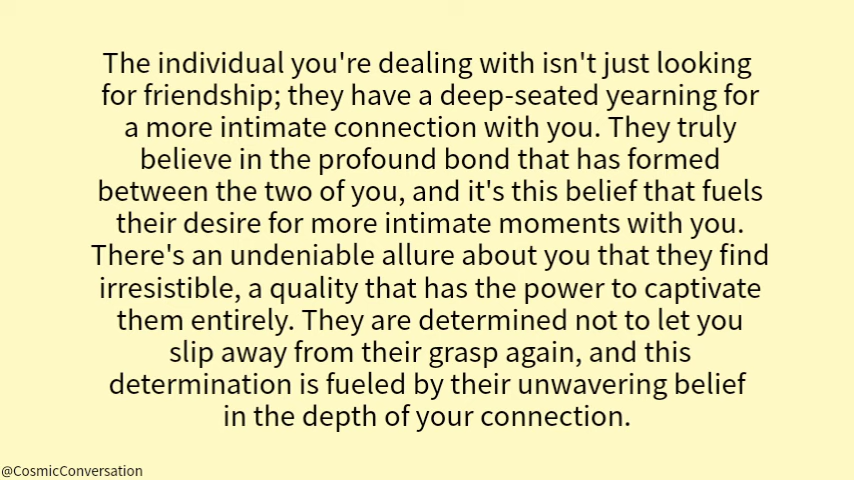 The individual you're dealing with isn't just looking
for friendship; they have a deep-seated yearning for
a more intimate connection with you. They truly
believe in the profound bond that has formed
between the two of you, and it's this belief that fuels
their desire for more intimate moments with you.
There's an undeniable allure about you that they find
irresistible, a quality that has the power to captivate
them entirely. They are determined not to let you
slip away from their grasp again, and this
determination is fueled by their unwavering belief
in the depth of your connection.
@CosmicConversation